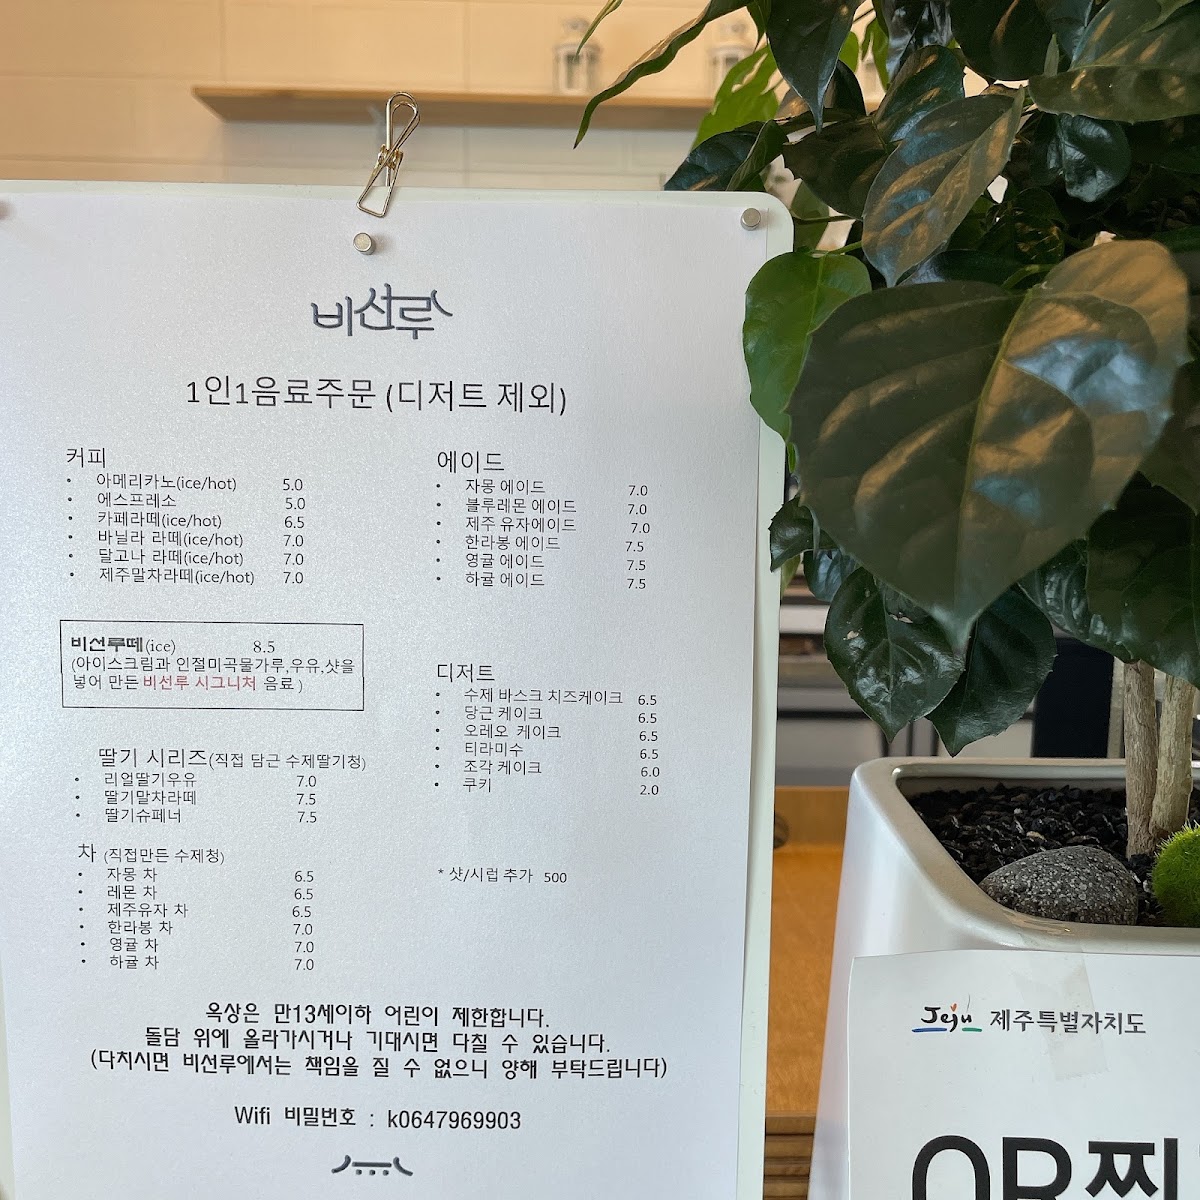 비선루
1인1음료주문 (디저트 제외)
커피
• 아메리카노(ice/hot) 5.0
• 에스프레소 5.0
• 카페라떼(ice/hot) 6.5
• 바닐라 라떼(ice/hot) 7.0
• 달고나 라떼(ice/hot) 7.0
• 제주말차라떼(ice/hot) 7.0
비선루떼(ice) 8.5
(아이스크림과 인절미곡물가루,우유,샷을
넣어 만든 비선루 시그니처 음료 )
딸기 시리즈(직접 담근 수제딸기청)
• 리얼딸기우유 7.0
• 딸기말차라떼 7.5
• 딸기슈페너 7.5
차 (직접만든 수제청)
• 자몽 차 6.5
• 레몬 차 6.5
• 제주유자 차 6.5
• 한라봉 차 7.0
• 영귤 차 7.0
• 하귤 차 7.0
에이드
• 자몽 에이드 7.0
• 블루레몬 에이드 7.0
• 제주 유자에이드 7.0
• 한라봉 에이드 7.5
• 영귤 에이드 7.5
• 하귤 에이드 7.5
디저트
• 수제 바스크 치즈케이크 6.5
• 당근 케이크 6.5
• 오레오 케이크 6.5
• 티라미수 6.5
• 조각 케이크 6.0
• 쿠키 2.0
* 샷/시럽 추가 500
옥상은 만13세이하 어린이 제한합니다.
돌담 위에 올라가시거나 기대시면 다칠 수 있습니다.
(다치시면 비선루에서는 책임을 질 수 없으니 양해 부탁드립니다)
Wifi 비밀번호 : k0647969903
Jeju 제주특별자치도
QR찍